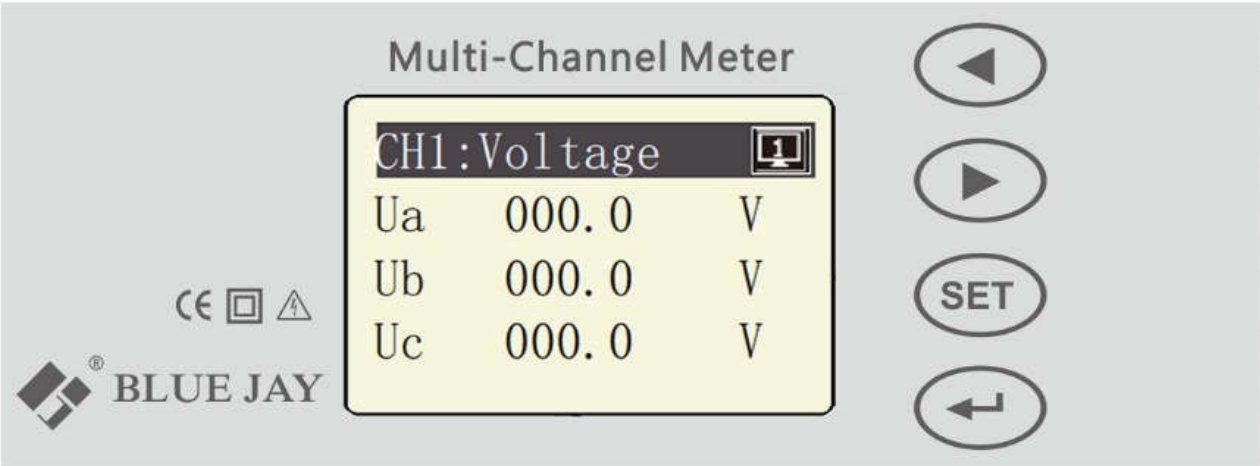 Multi-Channel Meter
CH1:Voltage 1
Ua 000.0 V
Ub 000.0 V
Uc 000.0 V
SET
CE
® BLUE JAY